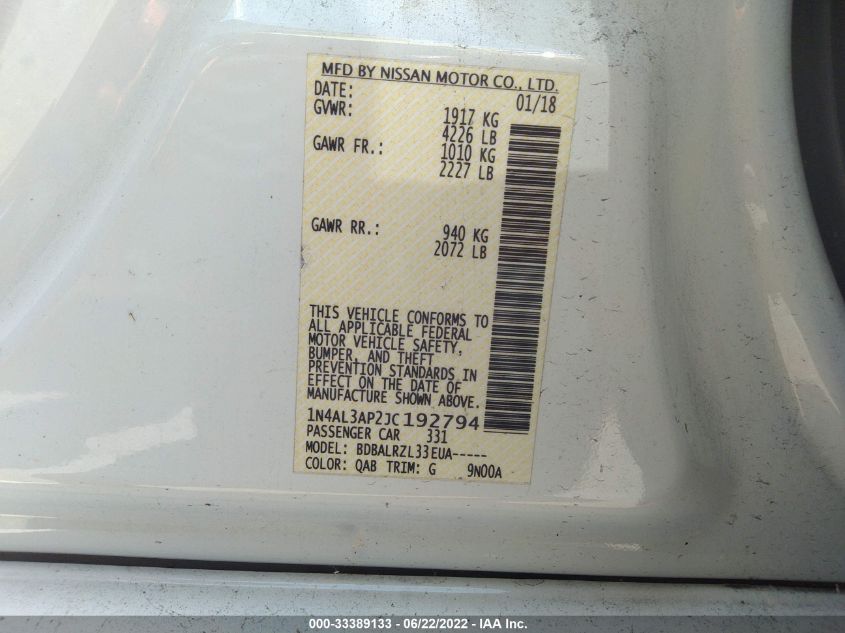 MFD BY NISSAN MOTOR CO., LTD.
DATE: 01/18
GVWR: 1917 KG
4226 LB
GAWR FR.: 1010 KG
2227 LB
GAWR RR.: 940 KG
2072 LB
THIS VEHICLE CONFORMS TO
ALL APPLICABLE FEDERAL
MOTOR VEHICLE SAFETY,
BUMPER, AND THEFT
PREVENTION STANDARDS IN
EFFECT ON THE DATE OF
MANUFACTURE SHOWN ABOVE.
1N4AL3AP2JC192794
PASSENGER CAR 331
MODEL: BDBALRZL33EUA-----
COLOR: QAB TRIM: G 9N00A
000-33389133 - 06/22/2022 - IAA Inc.